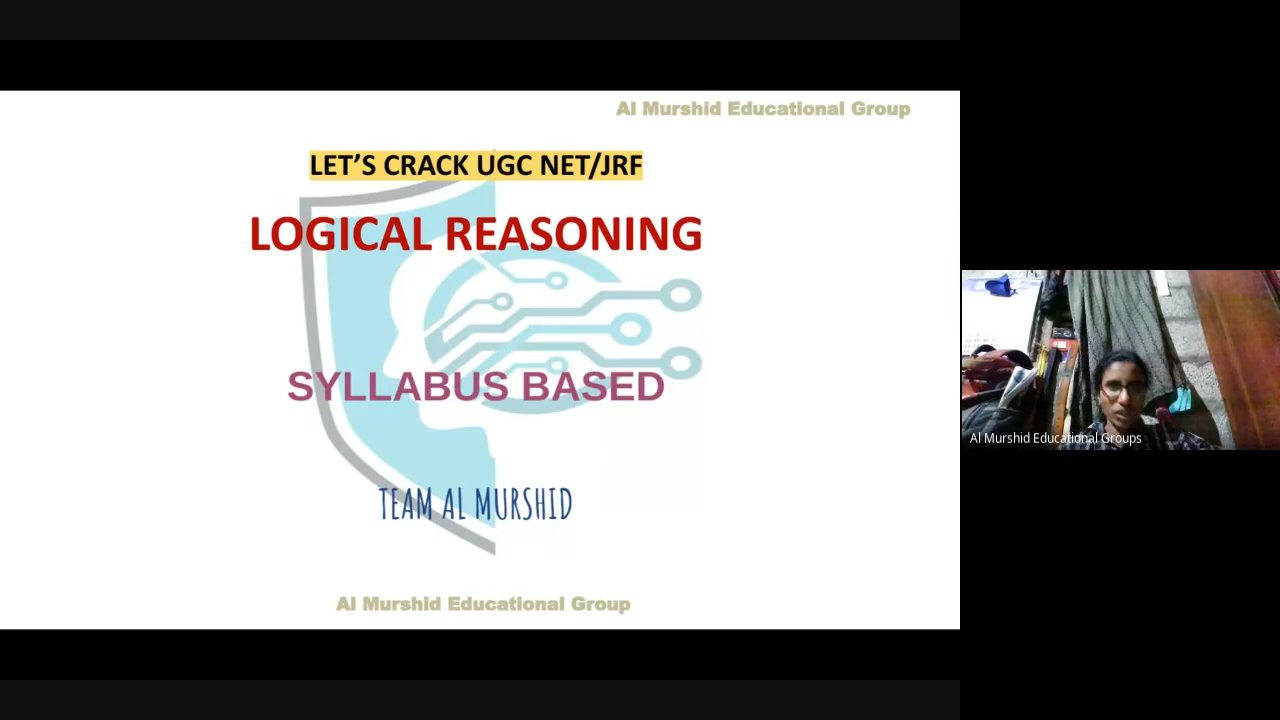 Al Murshid Educational Group
LET'S CRACK UGC NET/JRF
LOGICAL REASONING
SYLLABUS BASED
TEAM AL MURSHID
Al Murshid Educational Group
Al Murshid Educational Groups